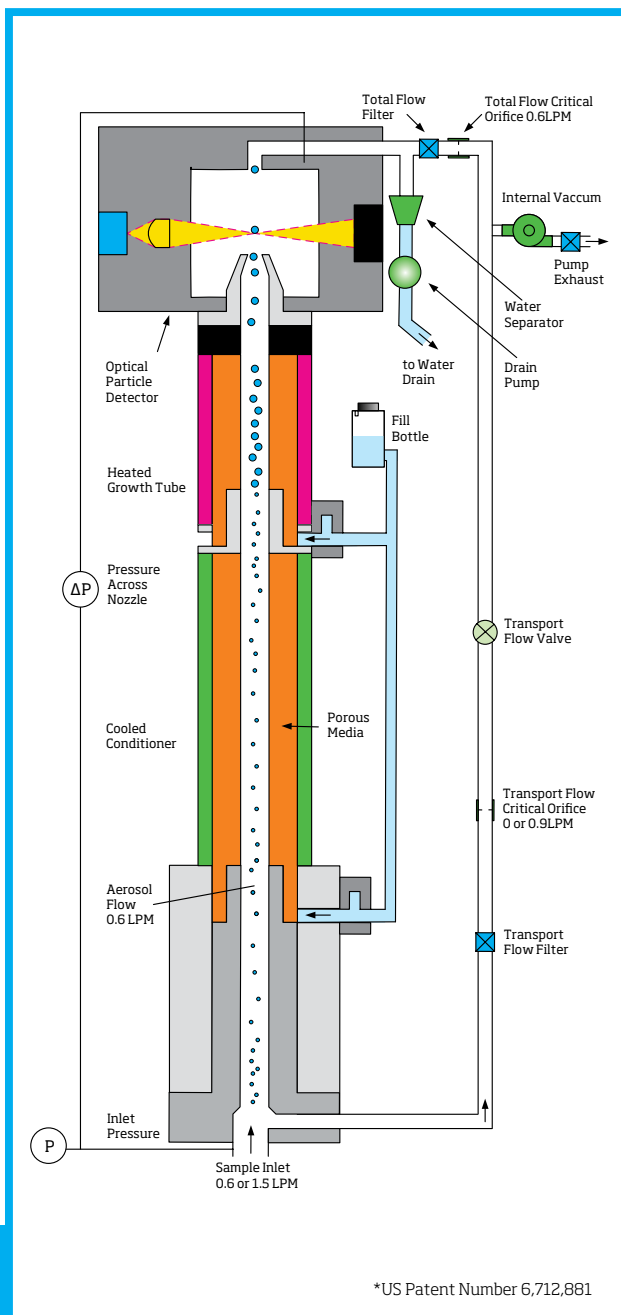 Total Flow
Filter
Total Flow Critical
Orifice 0.6LPM
Internal Vaccum
Pump
Exhaust
Water
Separator
to Water
Drain
Drain
Pump
Optical
Particle
Detector
Fill
Bottle
Heated
Growth Tube
Pressure
Across
Nozzle
ΔP
Transport
Flow Valve
Cooled
Conditioner
Porous
Media
Transport Flow
Critical Orifice
0 or 0.9LPM
Aerosol
Flow
0.6 LPM
Transport
Flow Filter
Inlet
Pressure
P
Sample Inlet
0.6 or 1.5 LPM
*US Patent Number 6,712,881